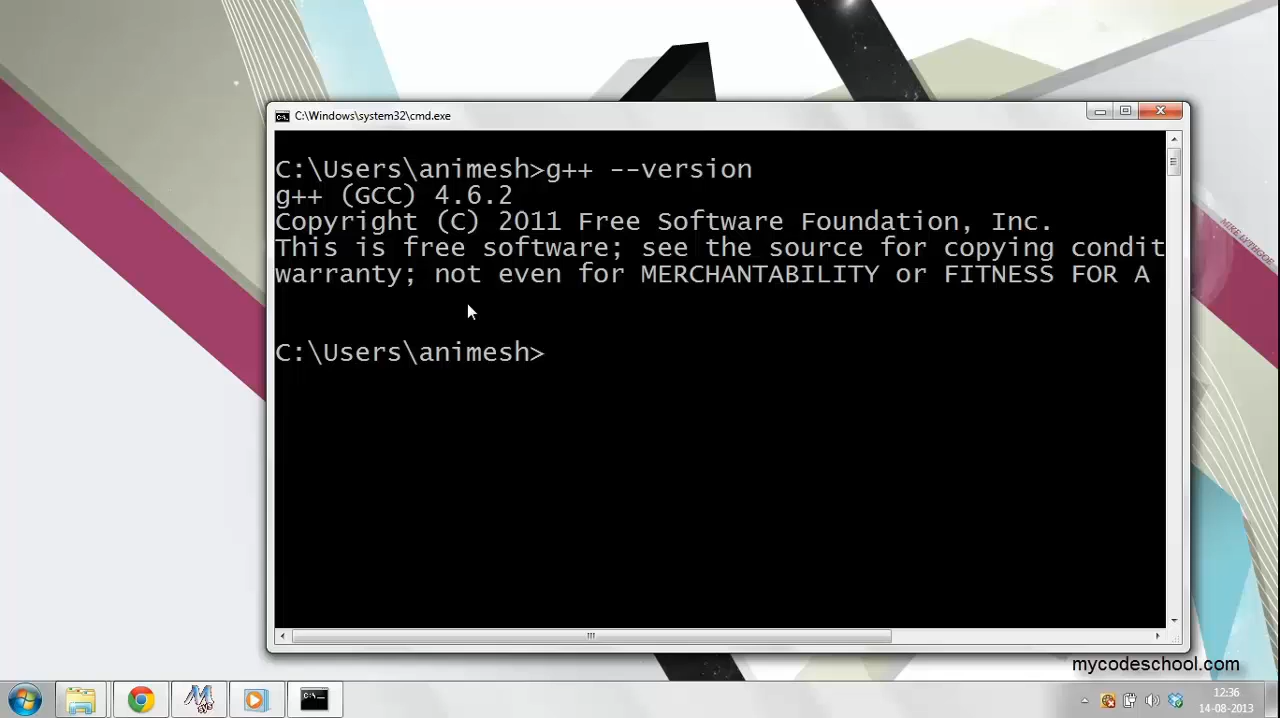 C:\Windows\system32\cmd.exe
C:\Users\animesh>g++ --version
g++ (GCC) 4.6.2
Copyright (C) 2011 Free Software Foundation, Inc.
This is free software; see the source for copying condit
warranty; not even for MERCHANTABILITY or FITNESS FOR A
C:\Users\animesh>
MIKE LYTHGOE
mycodeschool.com
12:36
14-08-2013